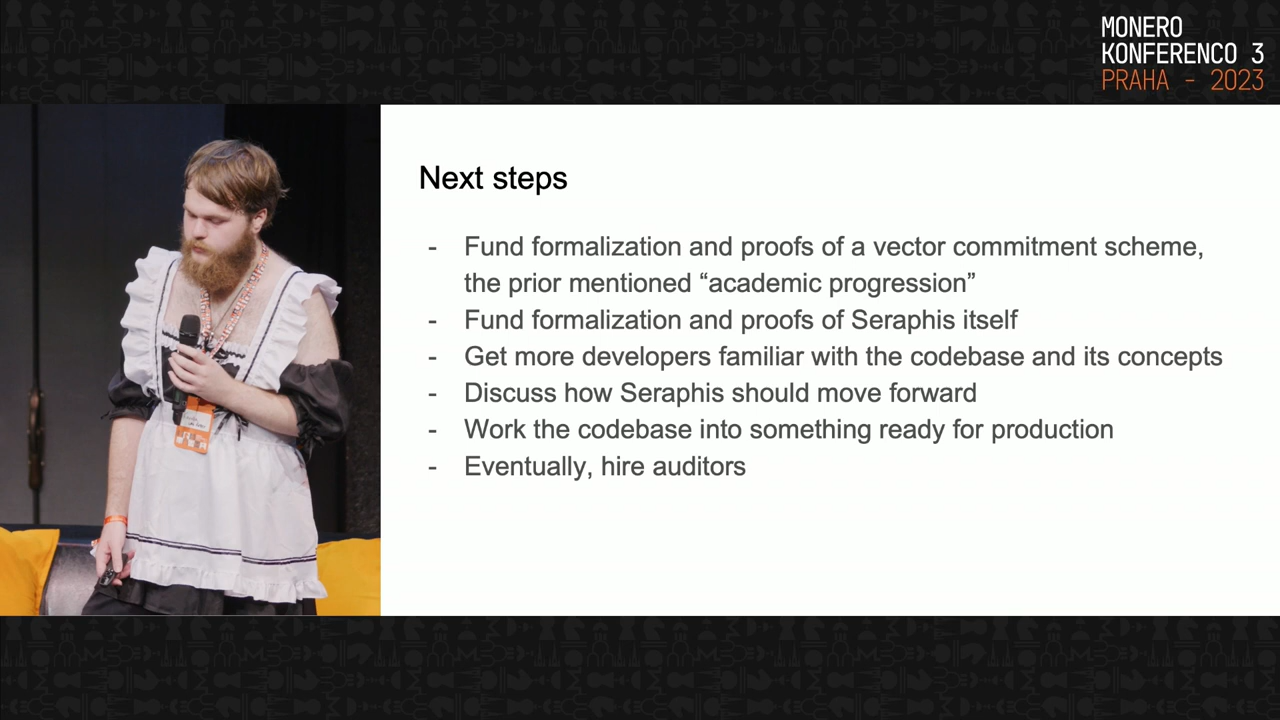 MONERO
KONFERENCO 3
PRAHA - 2023
Next steps
- Fund formalization and proofs of a vector commitment scheme,
the prior mentioned “academic progression”
- Fund formalization and proofs of Seraphis itself
- Get more developers familiar with the codebase and its concepts
- Discuss how Seraphis should move forward
- Work the codebase into something ready for production
- Eventually, hire auditors